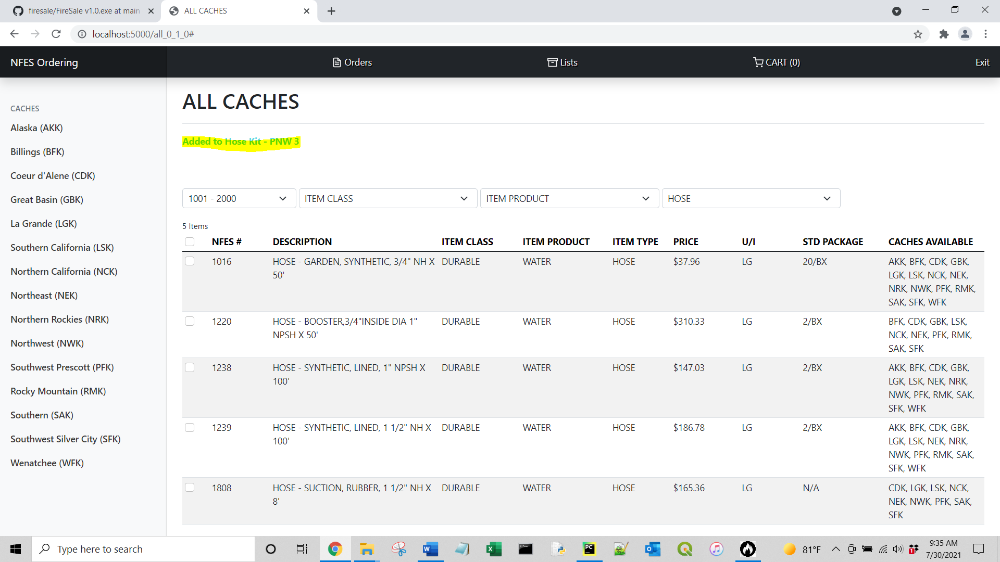 firesale/FireSale v1.0.exe at main
ALL CACHES
localhost:5000/all_0_1_0#
NFES Ordering
Orders
Lists
CART (0)
Exit
CACHES
Alaska (AKK)
Billings (BFK)
Coeur d'Alene (CDK)
Great Basin (GBK)
La Grande (LGK)
Southern California (LSK)
Northern California (NCK)
Northeast (NEK)
Northern Rockies (NRK)
Northwest (NWK)
Southwest Prescott (PFK)
Rocky Mountain (RMK)
Southern (SAK)
Southwest Silver City (SFK)
Wenatchee (WFK)
ALL CACHES
Added to Hose Kit - PNW 3
1001 - 2000 ITEM CLASS ITEM PRODUCT HOSE
5 Items
NFES # DESCRIPTION ITEM CLASS ITEM PRODUCT ITEM TYPE PRICE U/I STD PACKAGE CACHES AVAILABLE
1016 HOSE - GARDEN, SYNTHETIC, 3/4" NH X DURABLE WATER HOSE $37.96 LG 20/BX AKK, BFK, CDK, GBK,
50' LGK, LSK, NCK, NEK,
NRK, NWK, PFK, RMK,
SAK, SFK, WFK
1220 HOSE - BOOSTER,3/4"INSIDE DIA 1" DURABLE WATER HOSE $310.33 LG 2/BX BFK, CDK, GBK, LSK,
NPSH X 50' NCK, NEK, PFK, RMK,
SAK, SFK
1238 HOSE - SYNTHETIC, LINED, 1" NPSH X DURABLE WATER HOSE $147.03 LG 2/BX AKK, BFK, CDK, GBK,
100' LGK, LSK, NEK, NRK,
NWK, PFK, RMK, SAK,
SFK, WFK
1239 HOSE - SYNTHETIC, LINED, 1 1/2" NH X DURABLE WATER HOSE $186.78 LG 2/BX AKK, BFK, CDK, GBK,
100' LGK, LSK, NEK, NRK,
NWK, PFK, RMK, SAK,
SFK, WFK
1808 HOSE - SUCTION, RUBBER, 1 1/2" NH X DURABLE WATER HOSE $165.36 LG N/A CDK, LGK, LSK, NCK,
8' NEK, NWK, PFK, SAK,
SFK
Type here to search
81°F
9:35 AM
7/30/2021